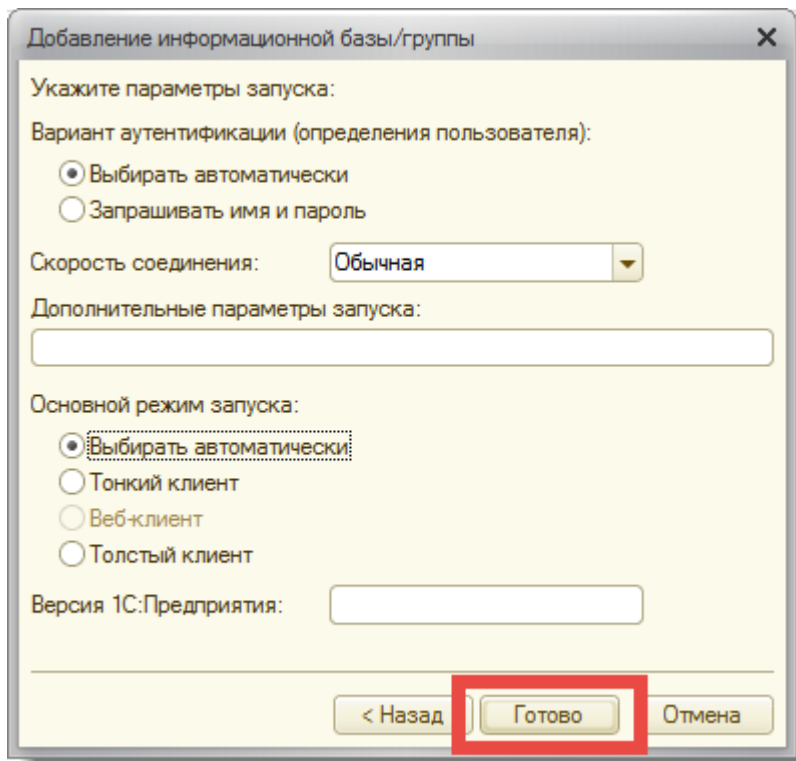 Добавление информационной базы/группы
Укажите параметры запуска:
Вариант аутентификации (определения пользователя):
Выбирать автоматически
Запрашивать имя и пароль
Скорость соединения: Обычная
Дополнительные параметры запуска:
Основной режим запуска:
Выбирать автоматически
Тонкий клиент
Веб-клиент
Толстый клиент
Версия 1С:Предприятия:
< Назад Готово Отмена